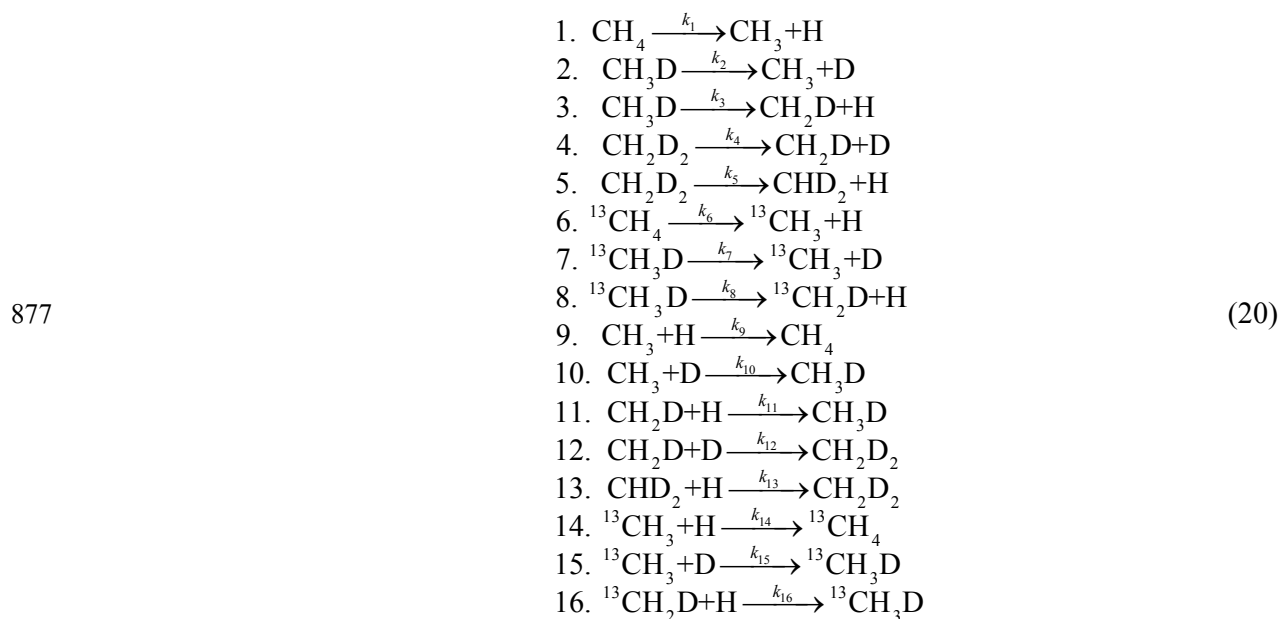 1. CH₄ —k₁→ CH₃+H
2. CH₃D —k₂→ CH₃+D
3. CH₃D —k₃→ CH₂D+H
4. CH₂D₂ —k₄→ CH₂D+D
5. CH₂D₂ —k₅→ CHD₂+H
6. ¹³CH₄ —k₆→ ¹³CH₃+H
7. ¹³CH₃D —k₇→ ¹³CH₃+D
8. ¹³CH₃D —k₈→ ¹³CH₂D+H
877 (20)
9. CH₃+H —k₉→ CH₄
10. CH₃+D —k₁₀→ CH₃D
11. CH₂D+H —k₁₁→ CH₃D
12. CH₂D+D —k₁₂→ CH₂D₂
13. CHD₂+H —k₁₃→ CH₂D₂
14. ¹³CH₃+H —k₁₄→ ¹³CH₄
15. ¹³CH₃+D —k₁₅→ ¹³CH₃D
16. ¹³CH₂D+H —k₁₆→ ¹³CH₃D